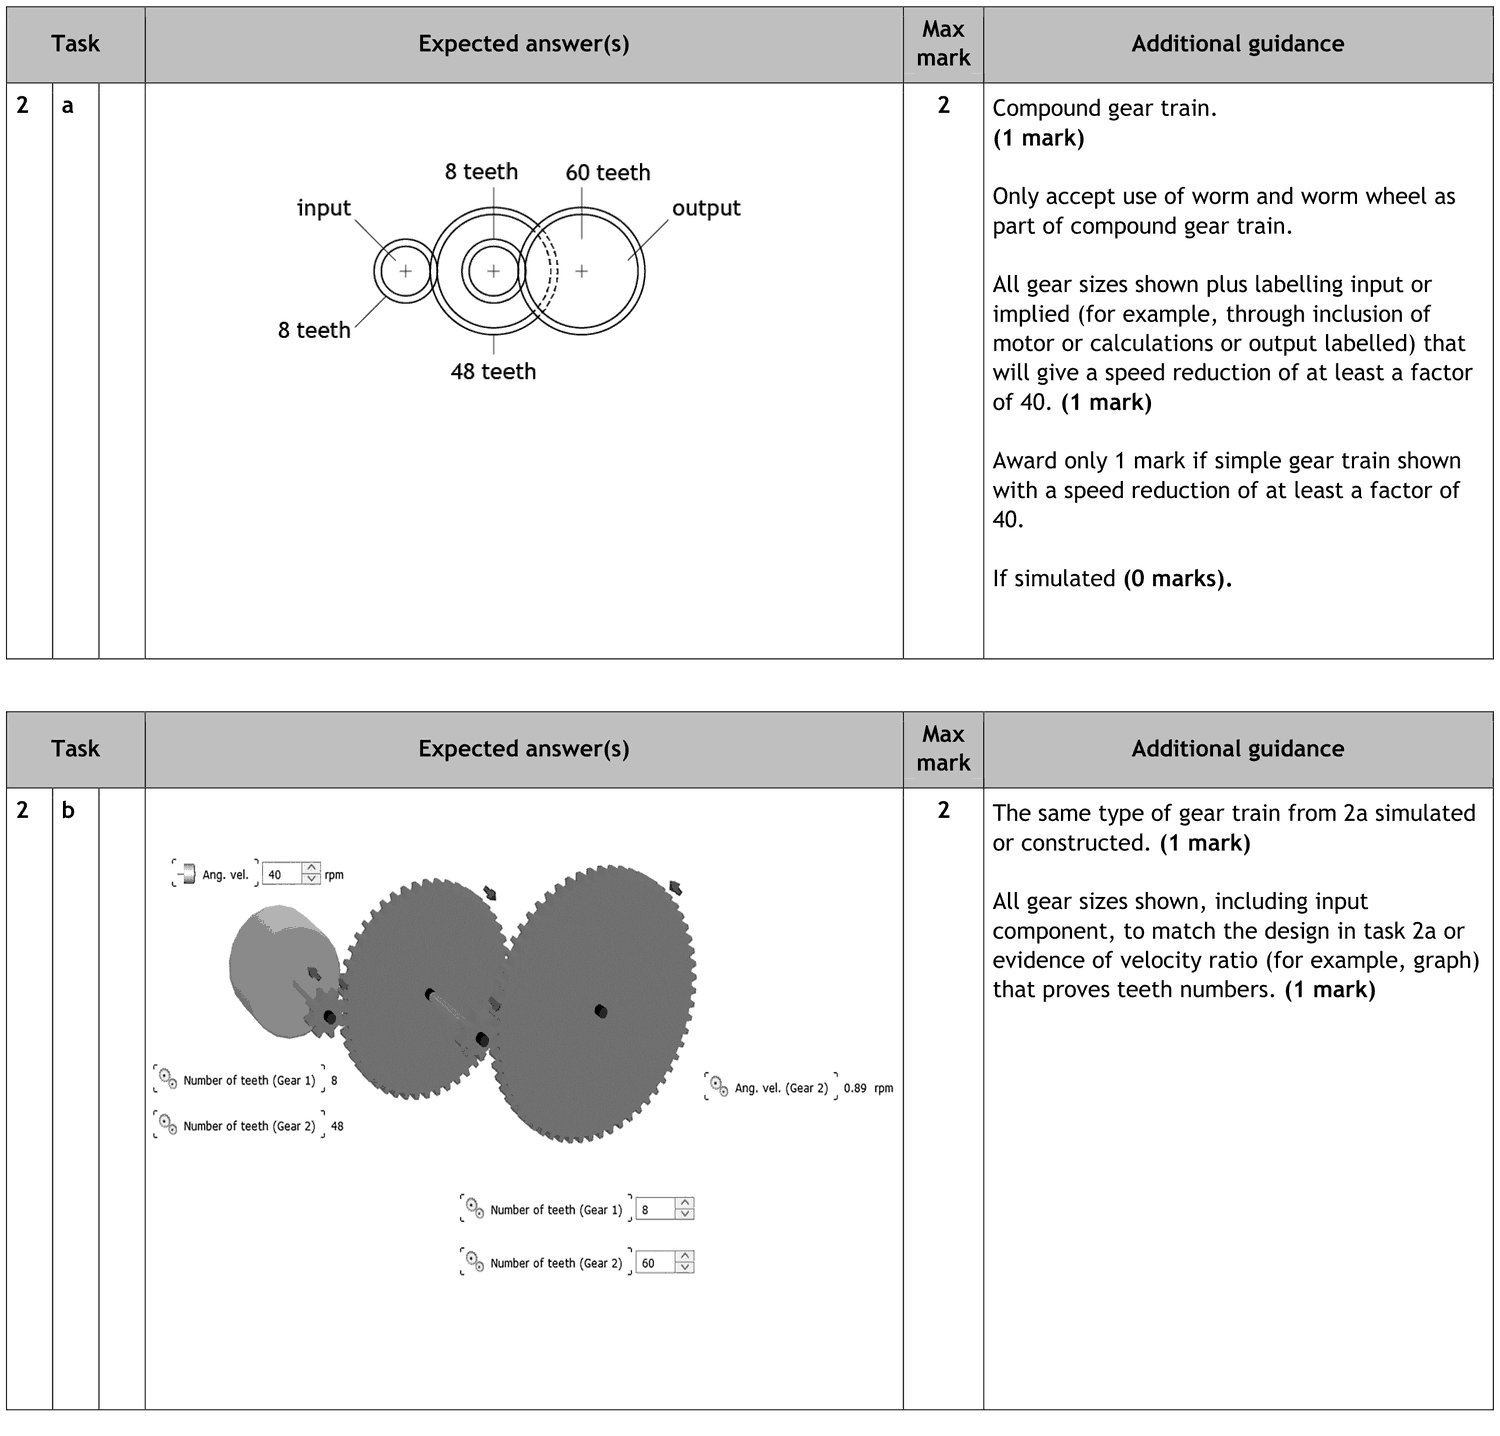 Task
Expected answer(s)
Max
mark
Additional guidance
2
a
8 teeth
60 teeth
input
output
8 teeth
48 teeth
2
Compound gear train.
(1 mark)
Only accept use of worm and worm wheel as
part of compound gear train.
All gear sizes shown plus labelling input or
implied (for example, through inclusion of
motor or calculations or output labelled) that
will give a speed reduction of at least a factor
of 40. (1 mark)
Award only 1 mark if simple gear train shown
with a speed reduction of at least a factor of
40.
If simulated (0 marks).
Task
Expected answer(s)
Max
mark
Additional guidance
2
b
Ang. vel. 40 rpm
Number of teeth (Gear 1) 8
Number of teeth (Gear 2) 48
Ang. vel. (Gear 2) 0.89 rpm
Number of teeth (Gear 1) 8
Number of teeth (Gear 2) 60
2
The same type of gear train from 2a simulated
or constructed. (1 mark)
All gear sizes shown, including input
component, to match the design in task 2a or
evidence of velocity ratio (for example, graph)
that proves teeth numbers. (1 mark)